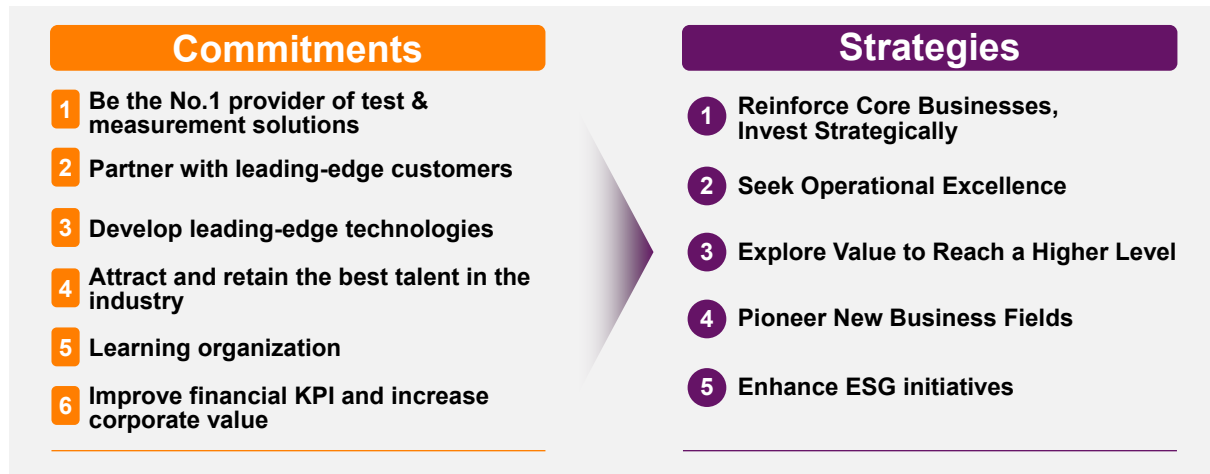 Commitments
1 Be the No.1 provider of test &
measurement solutions
2 Partner with leading-edge customers
3 Develop leading-edge technologies
4 Attract and retain the best talent in the
industry
5 Learning organization
6 Improve financial KPI and increase
corporate value
Strategies
1 Reinforce Core Businesses,
Invest Strategically
2 Seek Operational Excellence
3 Explore Value to Reach a Higher Level
4 Pioneer New Business Fields
5 Enhance ESG initiatives